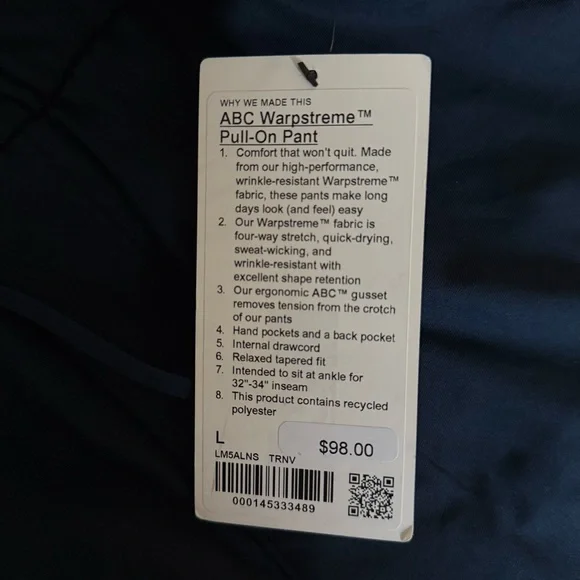 WHY WE MADE THIS
ABC Warpstreme™
Pull-On Pant
1. Comfort that won't quit. Made
from our high-performance,
wrinkle-resistant Warpstreme™
fabric, these pants make long
days look (and feel) easy
2. Our Warpstreme™ fabric is
four-way stretch, quick-drying,
sweat-wicking, and
wrinkle-resistant with
excellent shape retention
3. Our ergonomic ABC™ gusset
removes tension from the crotch
of our pants
4. Hand pockets and a back pocket
5. Internal drawcord
6. Relaxed tapered fit
7. Intended to sit at ankle for
32"-34" inseam
8. This product contains recycled
polyester
L
$98.00
LM5ALNS TRNV
000145333489